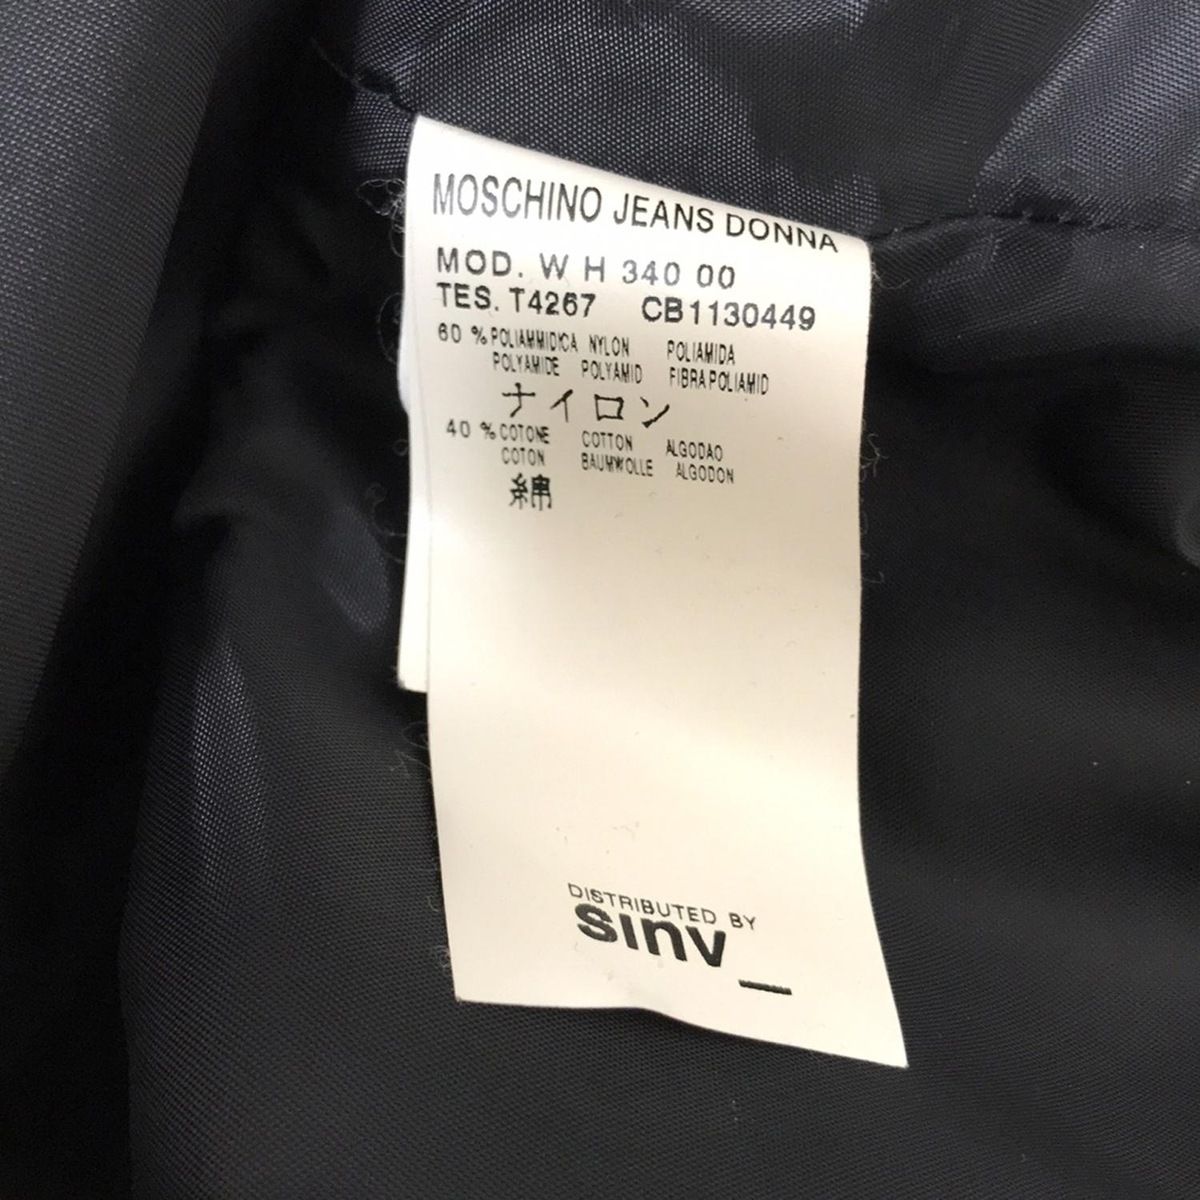 MOSCHINO JEANS DONNA
MOD. W H 340 00
TES. T4267 CB1130449
60 % POLIAMMIDICA NYLON POLIAMIDA
POLYAMIDE POLYAMID FIBRA POLIAMID
ナイロン
40 % COTONE COTTON ALGODAO
COTON BAUMWOLLE ALGODON
綿
DISTRIBUTED BY
sınv_